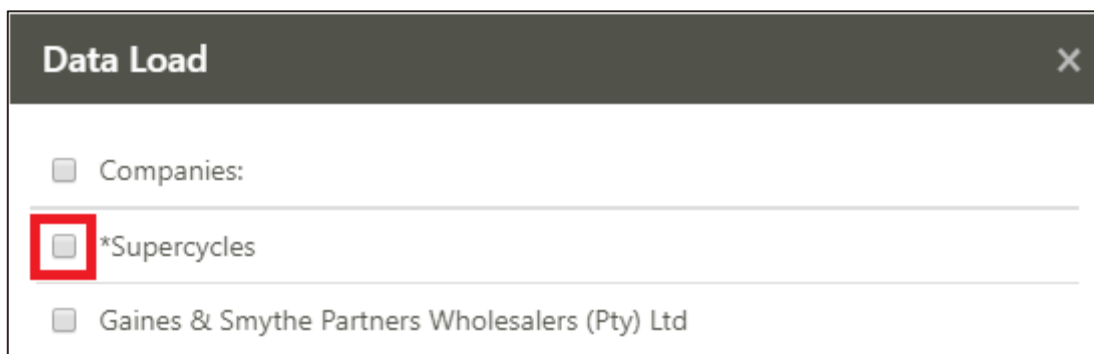 Data Load
Companies:
*Supercycles
Gaines & Smythe Partners Wholesalers (Pty) Ltd